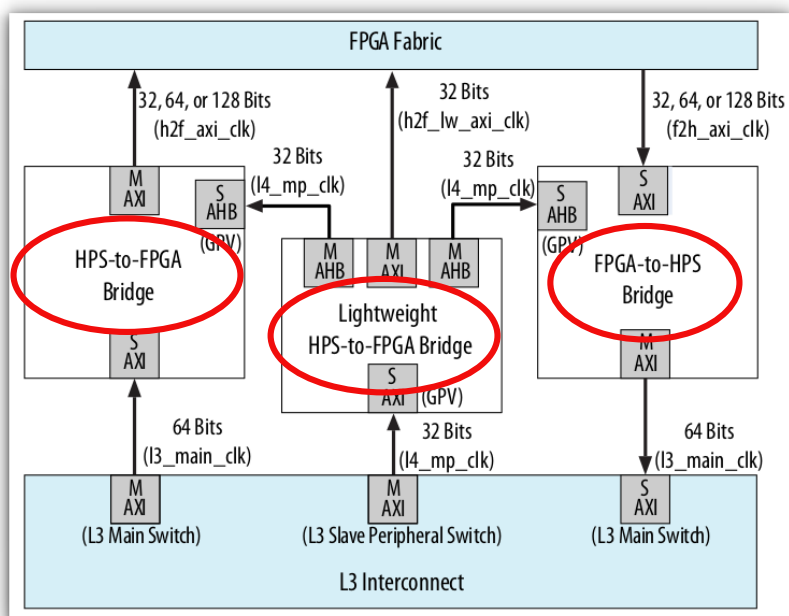 FPGA Fabric
32, 64, or 128 Bits
(h2f_axi_clk)
32 Bits
(h2f_lw_axi_clk)
32, 64, or 128 Bits
(f2h_axi_clk)
32 Bits
(l4_mp_clk)
32 Bits
(l4_mp_clk)
M
AXI
S
AHB
(GPV)
HPS-to-FPGA
Bridge
S
AXI
M
AHB
M
AXI
M
AHB
Lightweight
HPS-to-FPGA Bridge
S
AXI
(GPV)
S
AHB
(GPV)
S
AXI
FPGA-to-HPS
Bridge
M
AXI
64 Bits
(l3_main_clk)
32 Bits
(l4_mp_clk)
64 Bits
(l3_main_clk)
M
AXI
(L3 Main Switch)
M
AXI
(L3 Slave Peripheral Switch)
S
AXI
(L3 Main Switch)
L3 Interconnect